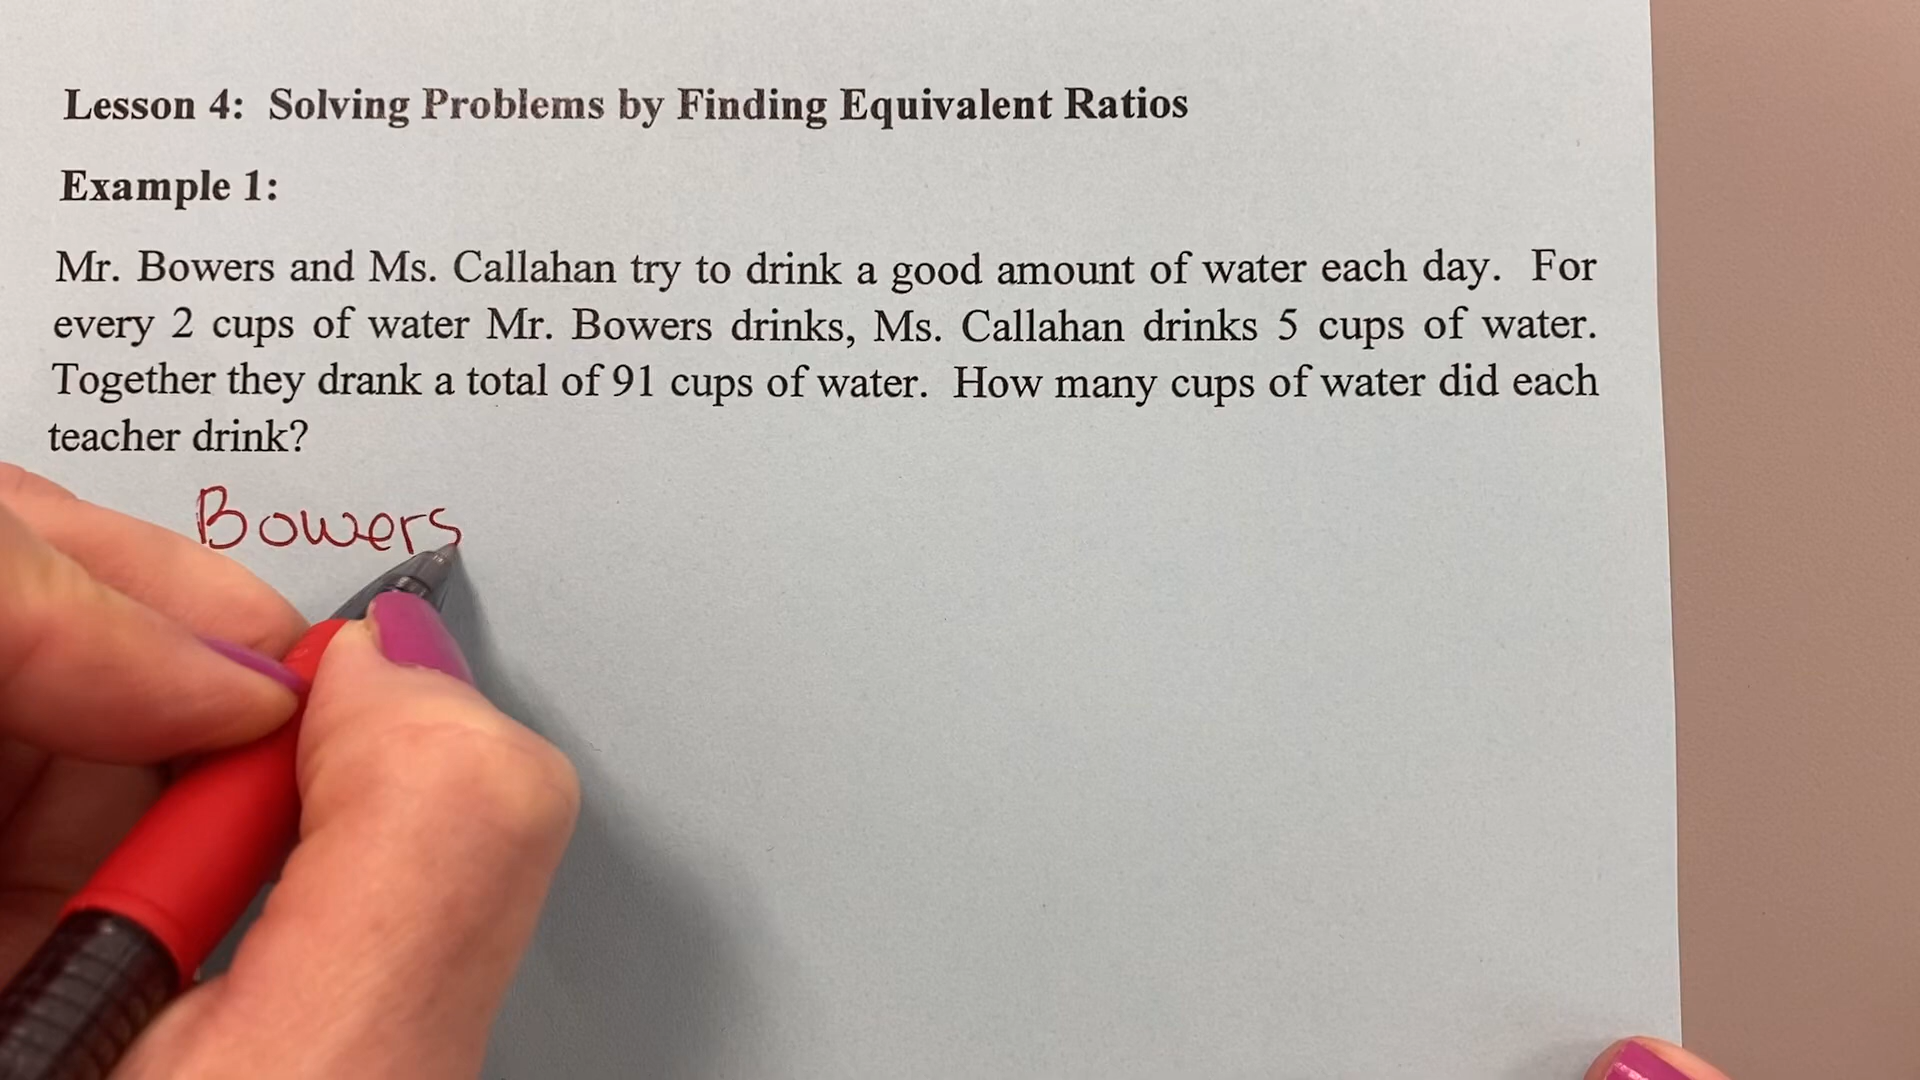 Lesson 4: Solving Problems by Finding Equivalent Ratios
Example 1:
Mr. Bowers and Ms. Callahan try to drink a good amount of water each day. For
every 2 cups of water Mr. Bowers drinks, Ms. Callahan drinks 5 cups of water.
Together they drank a total of 91 cups of water. How many cups of water did each
teacher drink?
Bowers